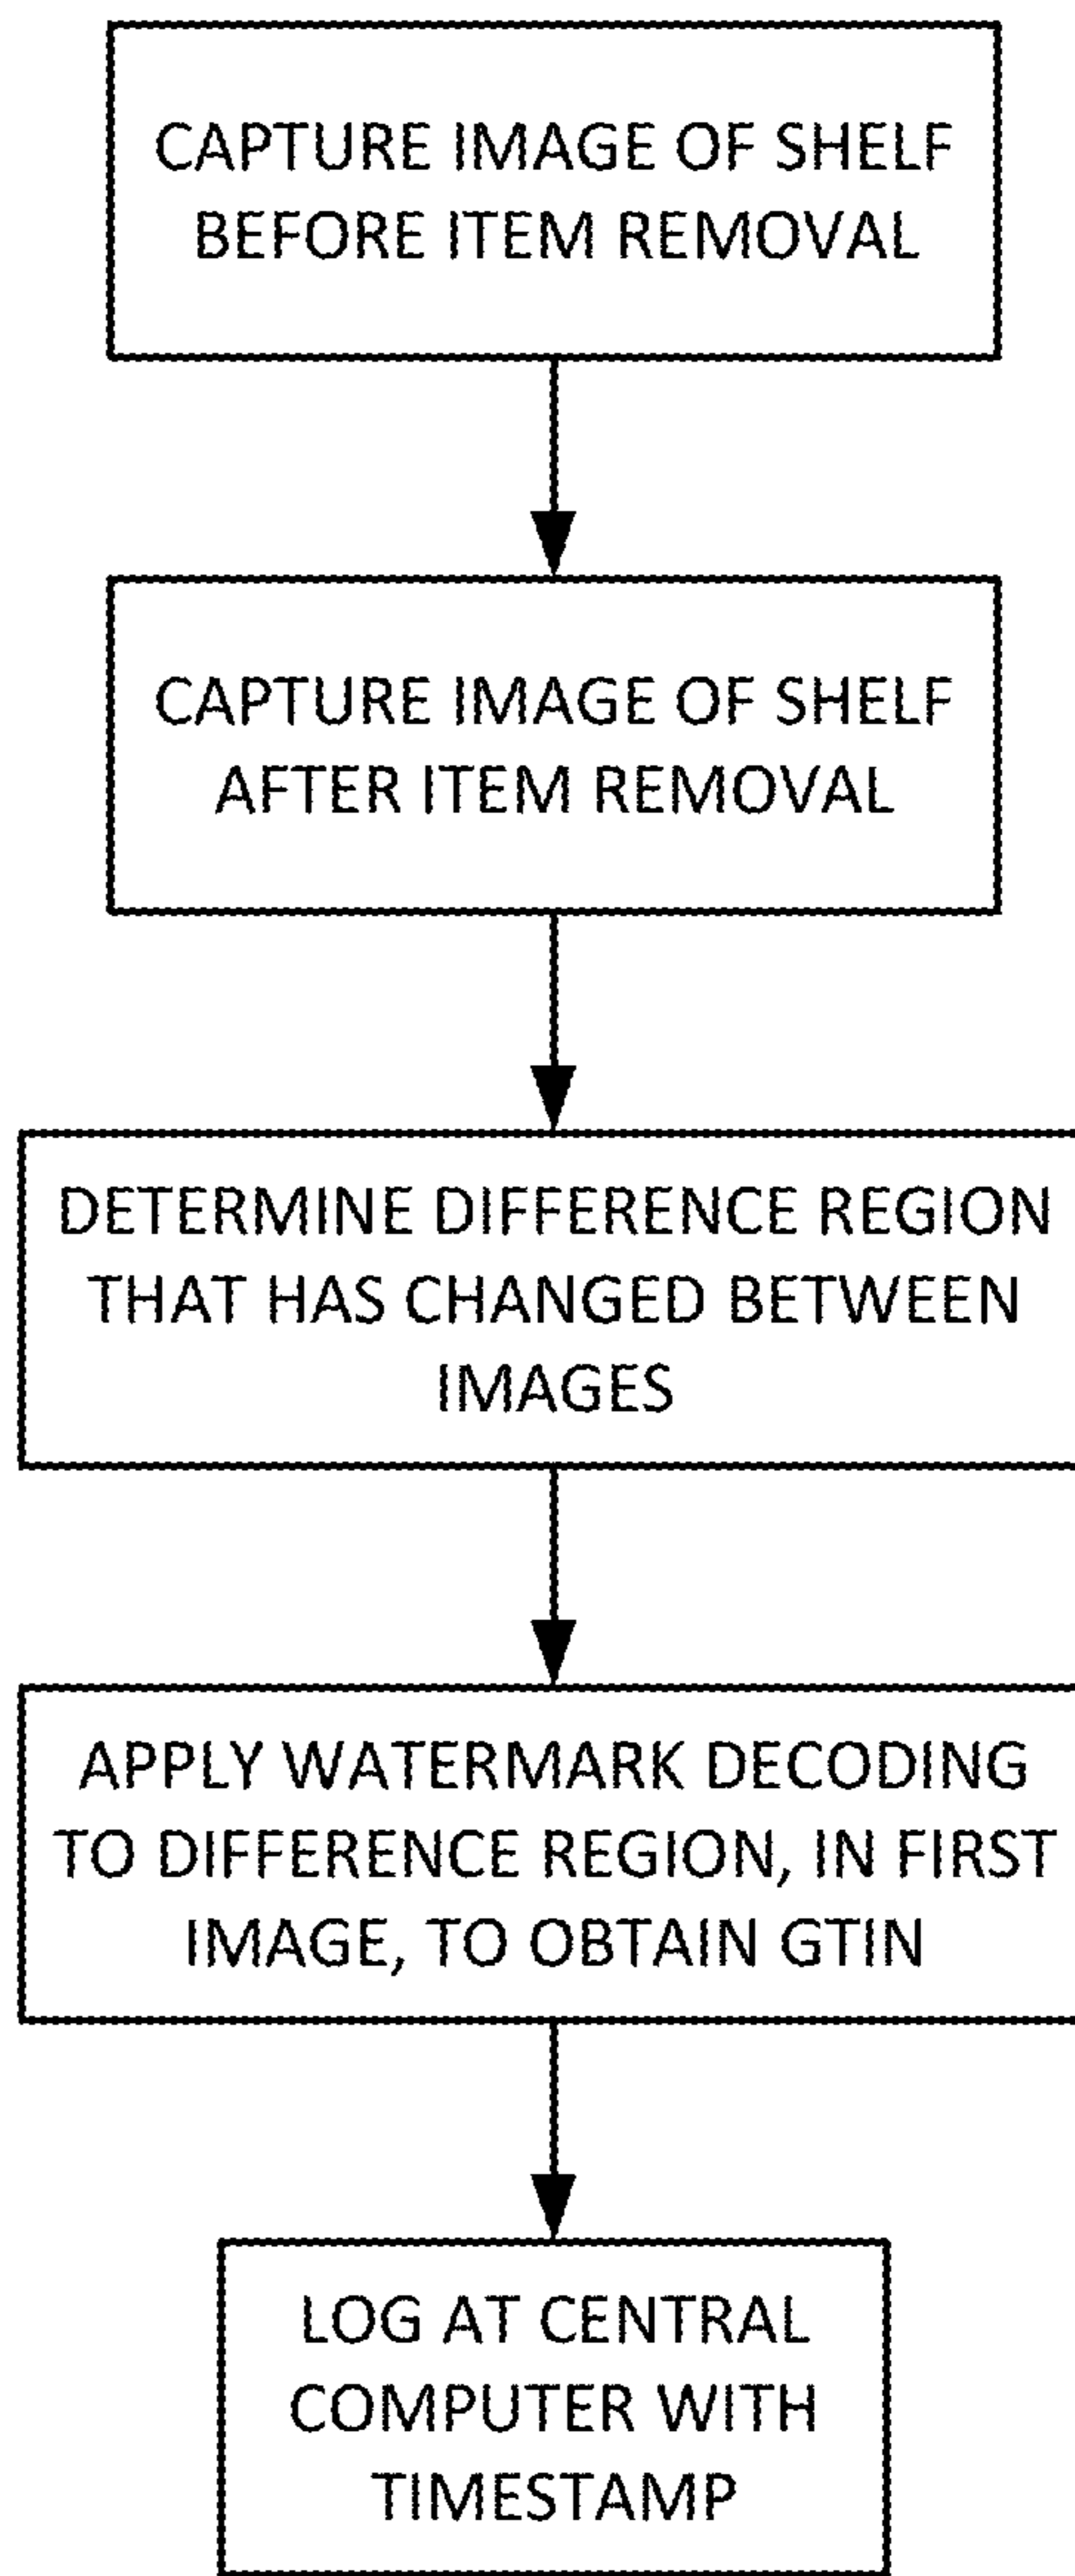 CAPTURE IMAGE OF SHELF
BEFORE ITEM REMOVAL
CAPTURE IMAGE OF SHELF
AFTER ITEM REMOVAL
DETERMINE DIFFERENCE REGION
THAT HAS CHANGED BETWEEN
IMAGES
APPLY WATERMARK DECODING
TO DIFFERENCE REGION, IN FIRST
IMAGE, TO OBTAIN GTIN
LOG AT CENTRAL
COMPUTER WITH
TIMESTAMP